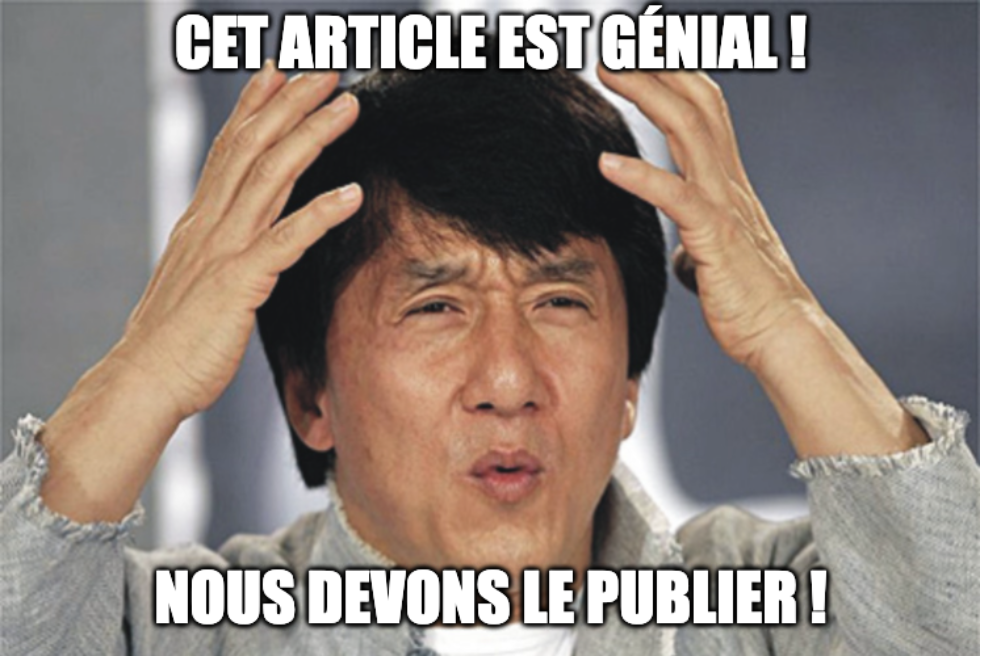 CET ARTICLE EST GÉNIAL !
NOUS DEVONS LE PUBLIER !